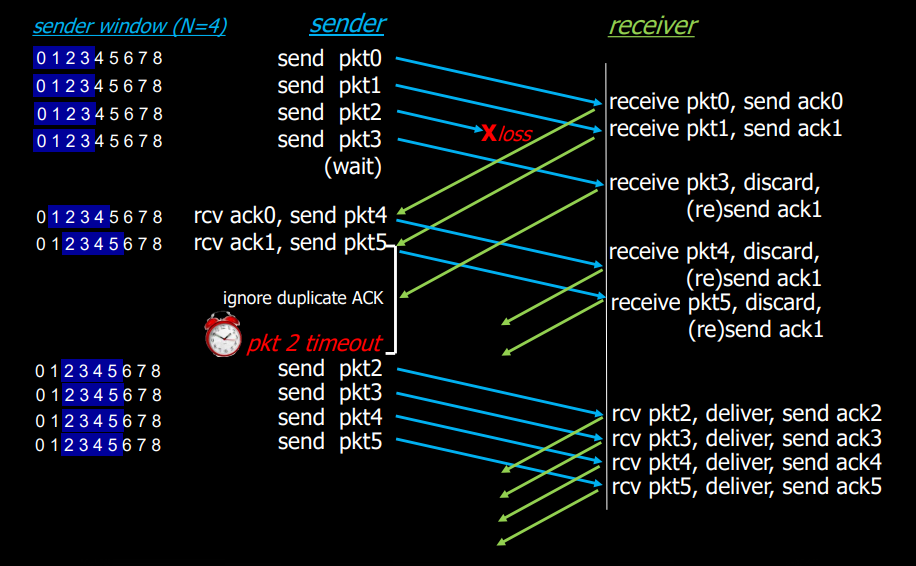 sender window (N=4)
sender
receiver
0 1 2 3 4 5 6 7 8
send pkt0
0 1 2 3 4 5 6 7 8
send pkt1
receive pkt0, send ack0
0 1 2 3 4 5 6 7 8
send pkt2
X loss
receive pkt1, send ack1
0 1 2 3 4 5 6 7 8
send pkt3
(wait)
receive pkt3, discard,
(re)send ack1
0 1 2 3 4 5 6 7 8
rcv ack0, send pkt4
0 1 2 3 4 5 6 7 8
rcv ack1, send pkt5
receive pkt4, discard,
(re)send ack1
ignore duplicate ACK
receive pkt5, discard,
(re)send ack1
pkt 2 timeout
0 1 2 3 4 5 6 7 8
send pkt2
0 1 2 3 4 5 6 7 8
send pkt3
0 1 2 3 4 5 6 7 8
send pkt4
0 1 2 3 4 5 6 7 8
send pkt5
rcv pkt2, deliver, send ack2
rcv pkt3, deliver, send ack3
rcv pkt4, deliver, send ack4
rcv pkt5, deliver, send ack5